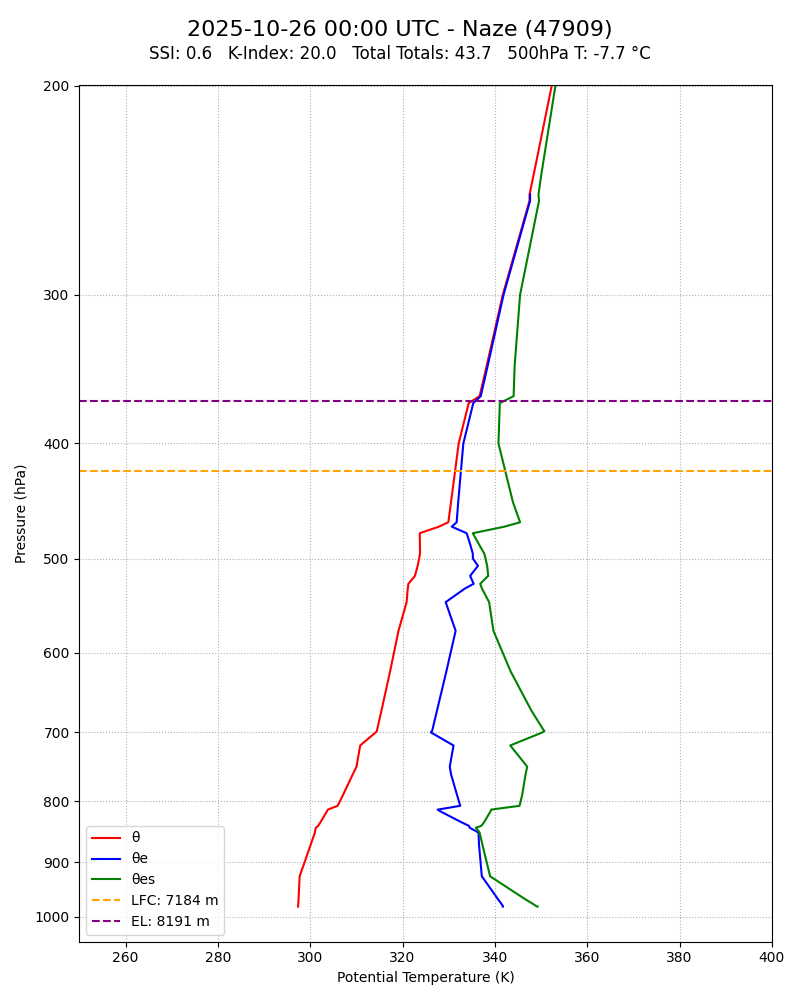 2025-10-26 00:00 UTC - Naze (47909)
SSI: 0.6   K-Index: 20.0   Total Totals: 43.7   500hPa T: -7.7 °C
200
300
400
500
600
700
800
900
1000
Pressure (hPa)
θ
θe
θes
LFC: 7184 m
EL: 8191 m
260 280 300 320 340 360 380 400
Potential Temperature (K)